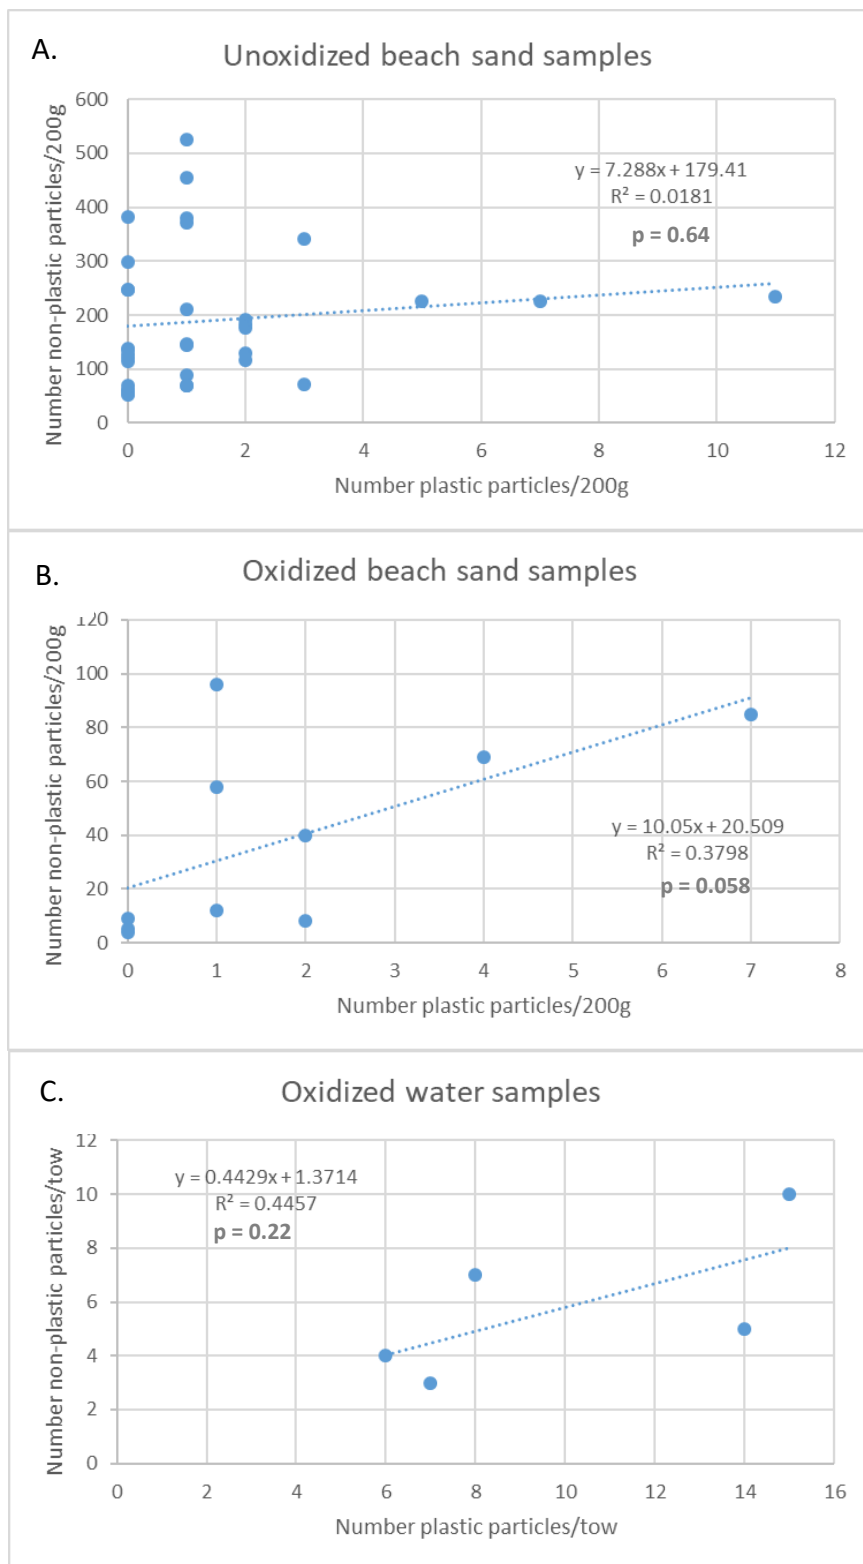 A.
Unoxidized beach sand samples
Number non-plastic particles/200g
600
500
400
300
200
100
0
y = 7.288x + 179.41
R² = 0.0181
p = 0.64
0 2 4 6 8 10 12
Number plastic particles/200g
B.
Oxidized beach sand samples
Number non-plastic particles/200g
120
100
80
60
40
20
0
y = 10.05x + 20.509
R² = 0.3798
p = 0.058
0 1 2 3 4 5 6 7 8
Number plastic particles/200g
C.
Oxidized water samples
Number non-plastic particles/tow
12
10
8
6
4
2
0
y = 0.4429x + 1.3714
R² = 0.4457
p = 0.22
0 2 4 6 8 10 12 14 16
Number plastic particles/tow